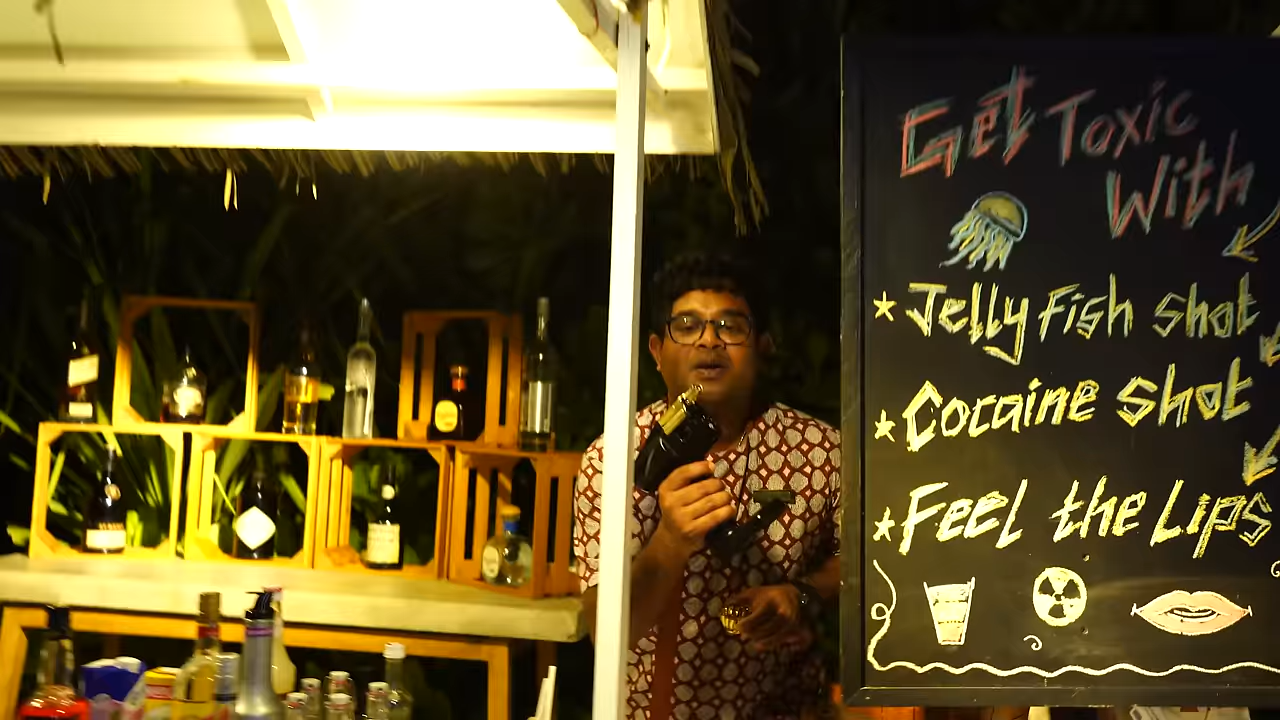 Get Toxic
With
Jelly Fish shot
Cocaine shot
Feel the Lips